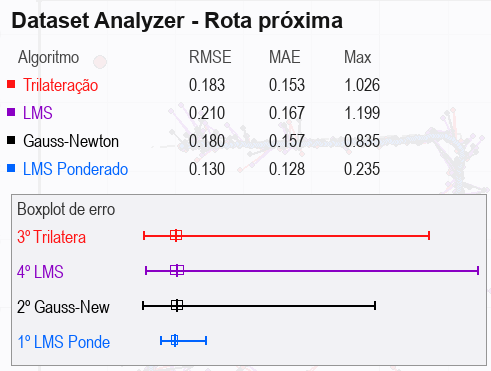 Dataset Analyzer - Rota próxima
Algoritmo RMSE MAE Max
Trilateração 0.183 0.153 1.026
LMS 0.210 0.167 1.199
Gauss-Newton 0.180 0.157 0.835
LMS Ponderado 0.130 0.128 0.235
Boxplot de erro
3º Trilatera
4º LMS
2º Gauss-New
1º LMS Ponde